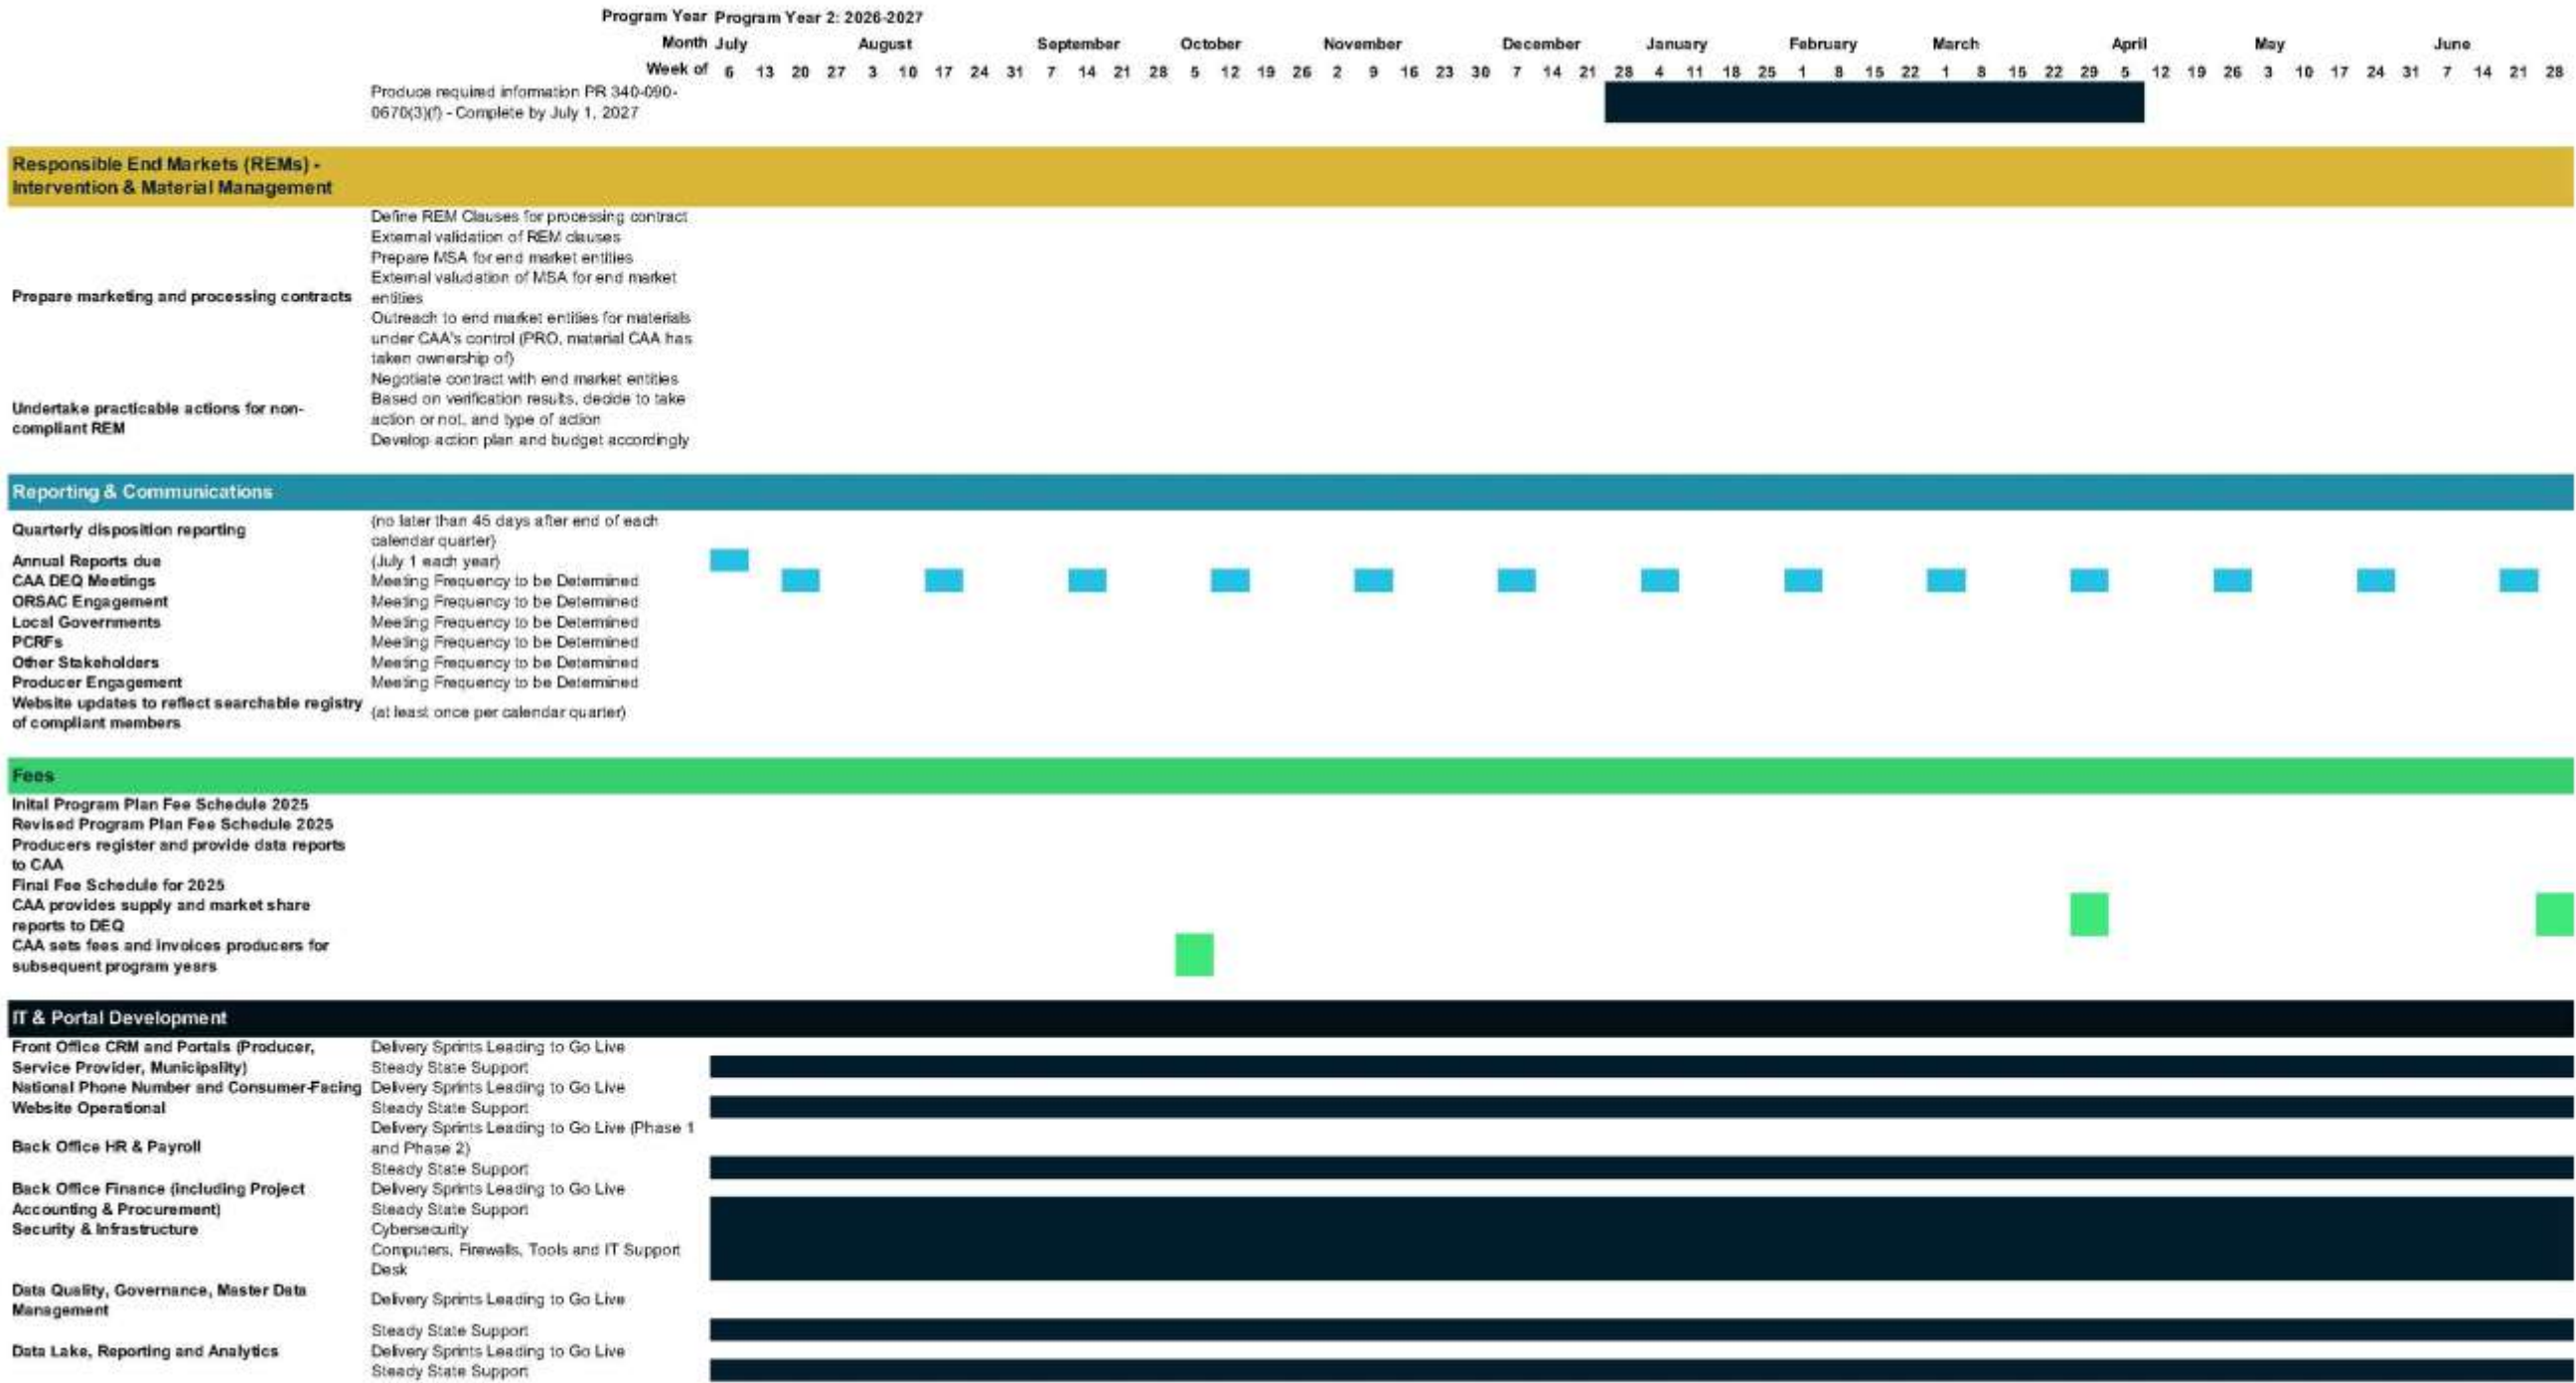 Program Year Program Year 2: 2026-2027
Month July August September October November December January February March April May June
Week of 6 13 20 27 3 10 17 24 31 7 14 21 28 5 12 19 26 2 9 16 23 30 7 14 21 28 4 11 18 25 1 8 15 22 1 8 15 22 29 5 12 19 26 3 10 17 24 31 7 14 21 28
Produce required information PR 340-090-
0670(3)(f) - Complete by July 1, 2027
Responsible End Markets (REMs) -
Intervention & Material Management
Prepare marketing and processing contracts
Define REM Clauses for processing contract
External validation of REM clauses
Prepare MSA for end market entities
External valudation of MSA for end market
entities
Outreach to end market entities for materials
under CAA's control (PRO, material CAA has
taken ownership of)
Negotiate contract with end market entities
Undertake practicable actions for non-
compliant REM
Based on verification results, decide to take
action or not, and type of action
Develop action plan and budget accordingly
Reporting & Communications
Quarterly disposition reporting
(no later than 45 days after end of each
calendar quarter)
Annual Reports due (July 1 each year)
CAA DEQ Meetings Meeting Frequency to be Determined
ORSAC Engagement Meeting Frequency to be Determined
Local Governments Meeting Frequency to be Determined
PCRFs Meeting Frequency to be Determined
Other Stakeholders Meeting Frequency to be Determined
Producer Engagement Meeting Frequency to be Determined
Website updates to reflect searchable registry
of compliant members
(at least once per calendar quarter)
Fees
Inital Program Plan Fee Schedule 2025
Revised Program Plan Fee Schedule 2025
Producers register and provide data reports
to CAA
Final Fee Schedule for 2025
CAA provides supply and market share
reports to DEQ
CAA sets fees and invoices producers for
subsequent program years
IT & Portal Development
Front Office CRM and Portals (Producer, Delivery Sprints Leading to Go Live
Service Provider, Municipality) Steady State Support
National Phone Number and Consumer-Facing Delivery Sprints Leading to Go Live
Website Operational Steady State Support
Back Office HR & Payroll
Delivery Sprints Leading to Go Live (Phase 1
and Phase 2)
Steady State Support
Back Office Finance (including Project Delivery Sprints Leading to Go Live
Accounting & Procurement) Steady State Support
Security & Infrastructure Cybersecurity
Computers, Firewalls, Tools and IT Support
Desk
Data Quality, Governance, Master Data
Management
Delivery Sprints Leading to Go Live
Steady State Support
Data Lake, Reporting and Analytics Delivery Sprints Leading to Go Live
Steady State Support